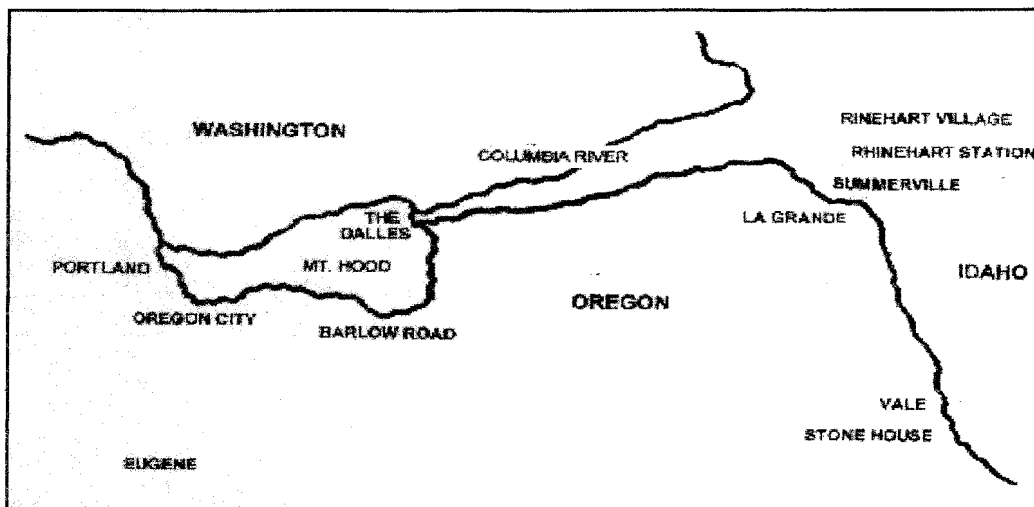 WASHINGTON
RINEHART VILLAGE
COLUMBIA RIVER
RHINEHART STATION
SUMMERVILLE
THE
DALLES
LA GRANDE
PORTLAND
MT. HOOD
IDAHO
OREGON
OREGON CITY
BARLOW ROAD
VALE
STONE HOUSE
EUGENE